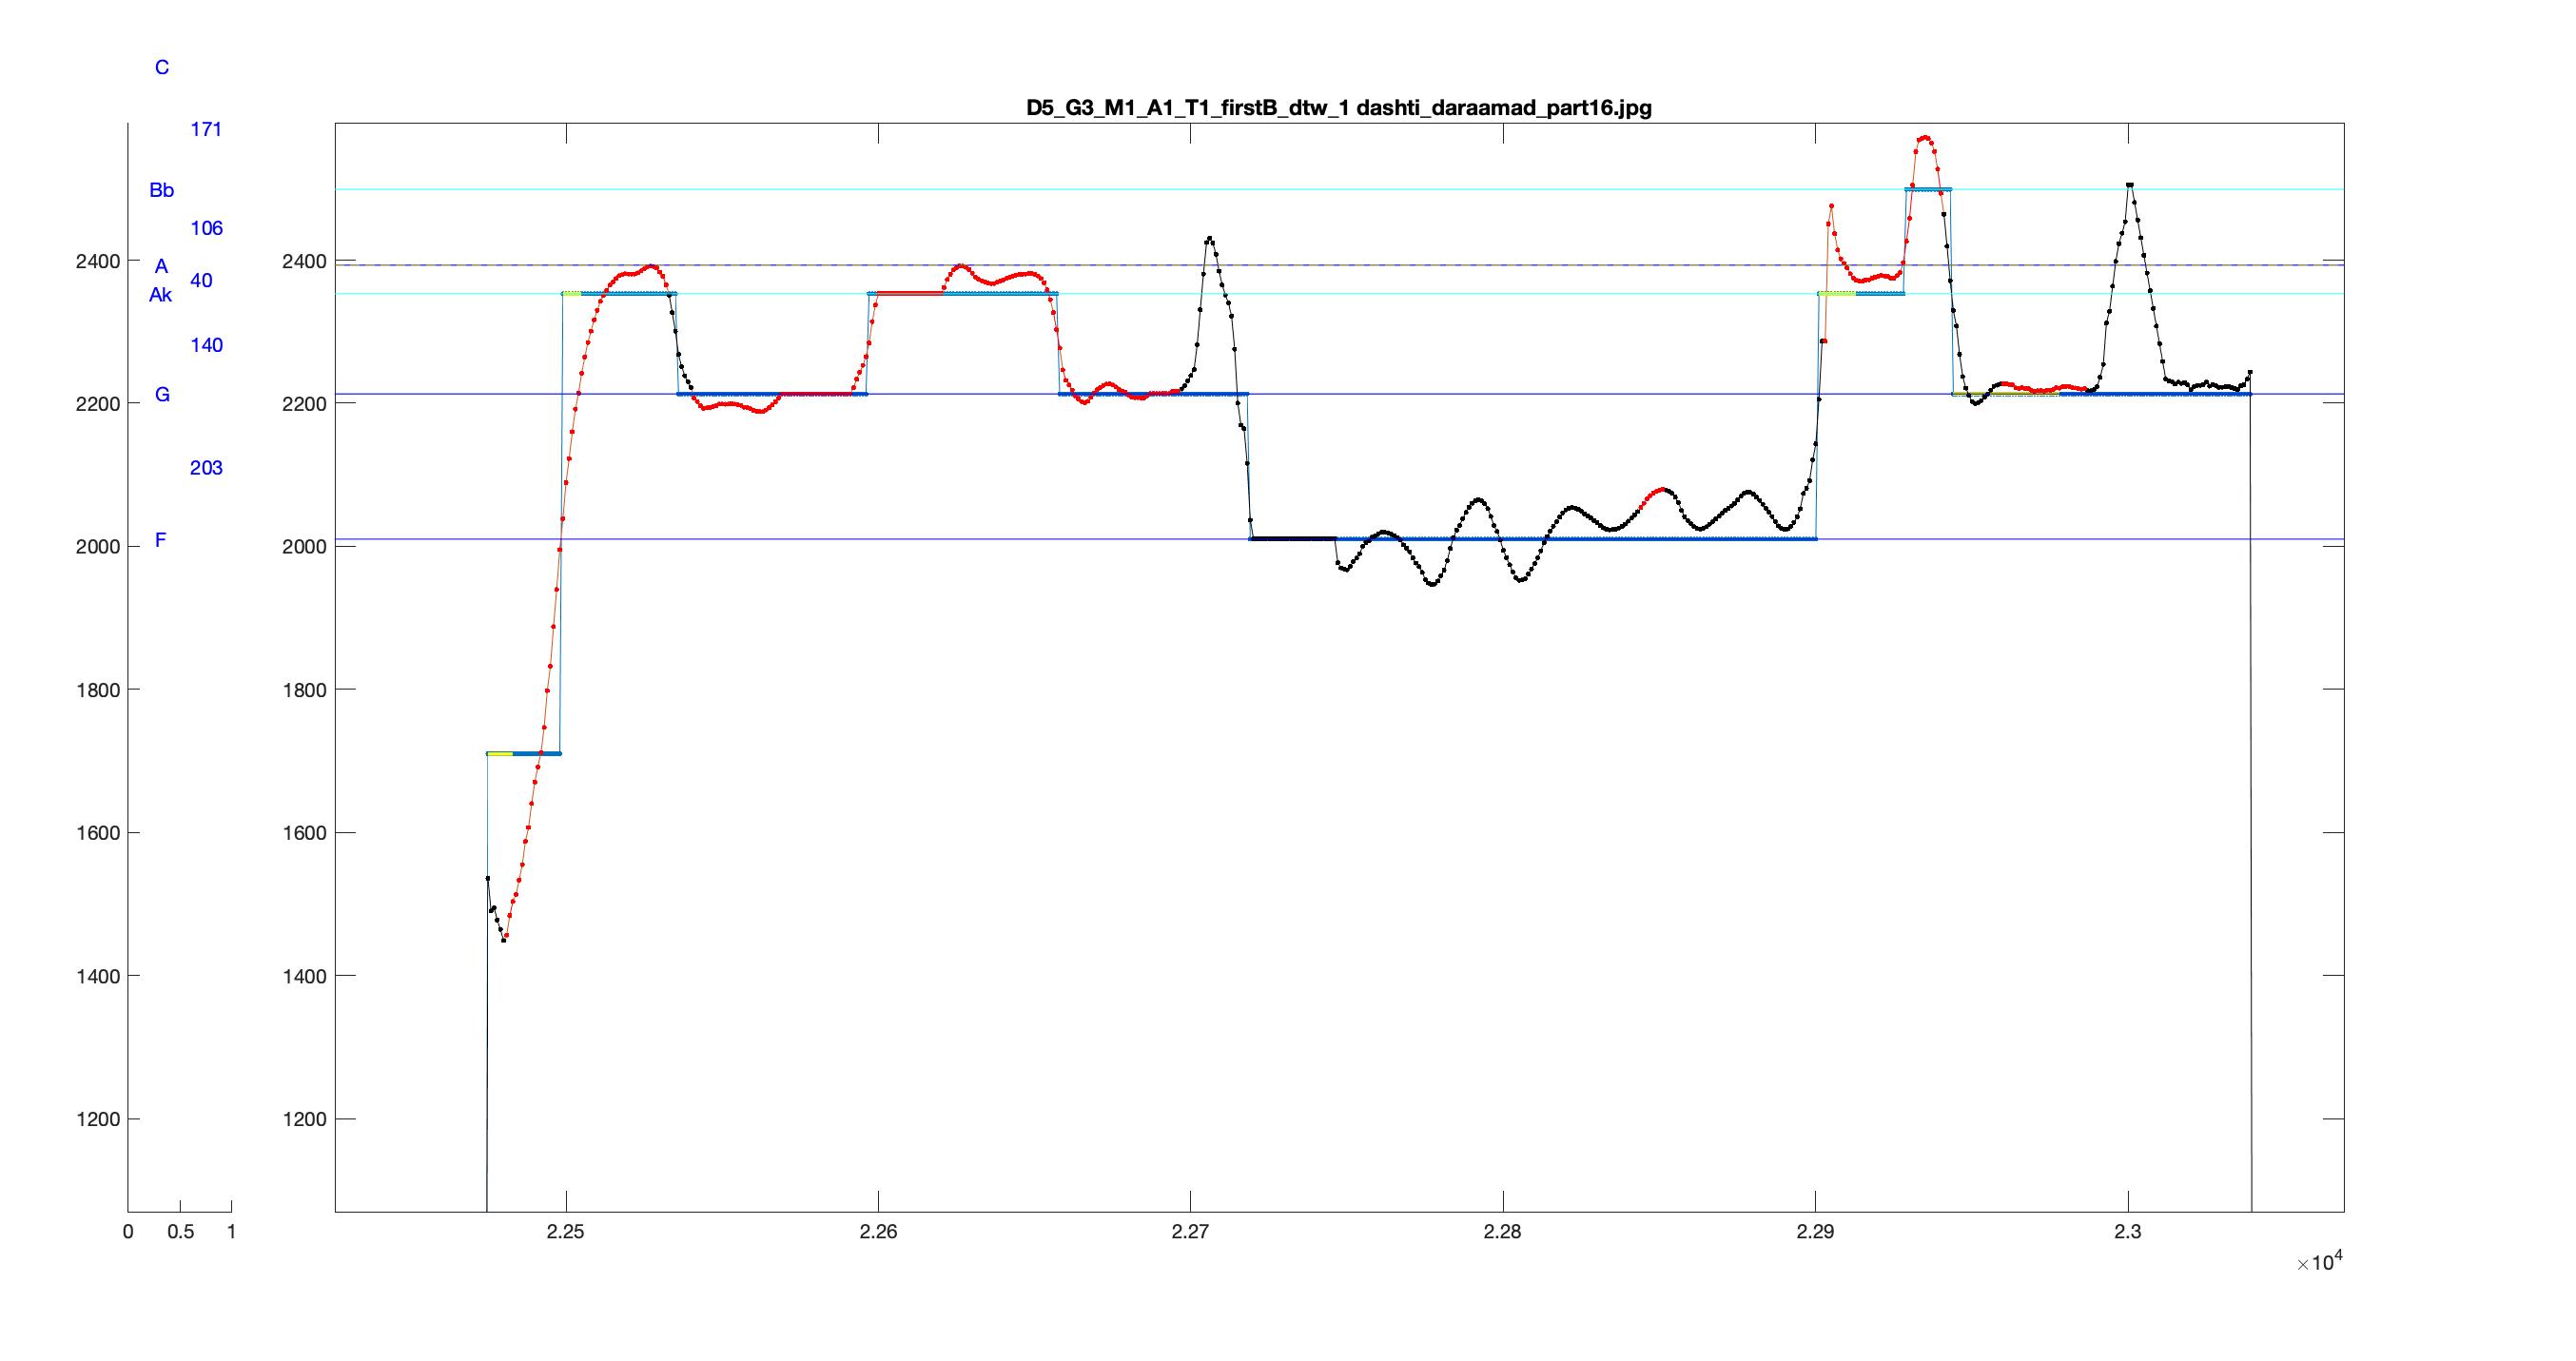 C
D5_G3_M1_A1_T1_firstB_dtw_1 dashti_daraamad_part16.jpg
171
Bb
106
2400 A 2400
40
Ak
140
G
2200 2200
203
F
2000 2000
1800 1800
1600 1600
1400 1400
1200 1200
0 0.5 1 2.25 2.26 2.27 2.28 2.29 2.3
×10⁴